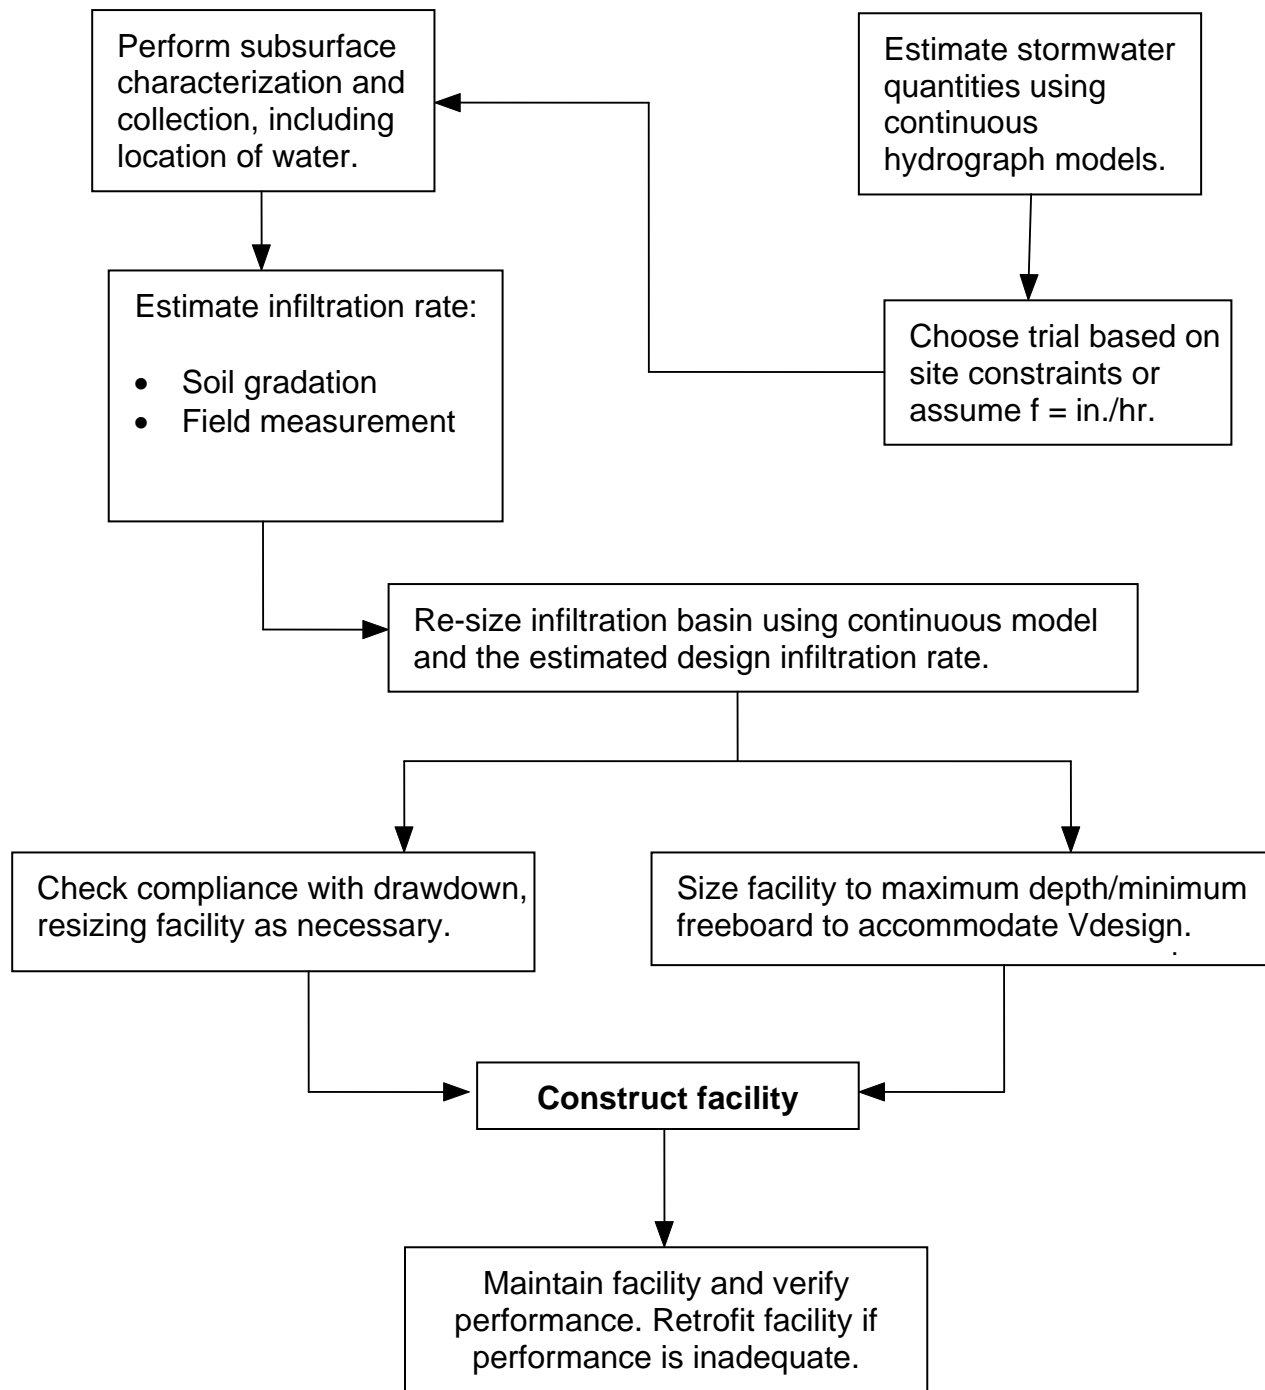 Perform subsurface
characterization and
collection, including
location of water.
Estimate stormwater
quantities using
continuous
hydrograph models.
Estimate infiltration rate:
• Soil gradation
• Field measurement
Choose trial based on
site constraints or
assume f = in./hr.
Re-size infiltration basin using continuous model
and the estimated design infiltration rate.
Check compliance with drawdown,
resizing facility as necessary.
Size facility to maximum depth/minimum
freeboard to accommodate Vdesign.
.
Construct facility
Maintain facility and verify
performance. Retrofit facility if
performance is inadequate.